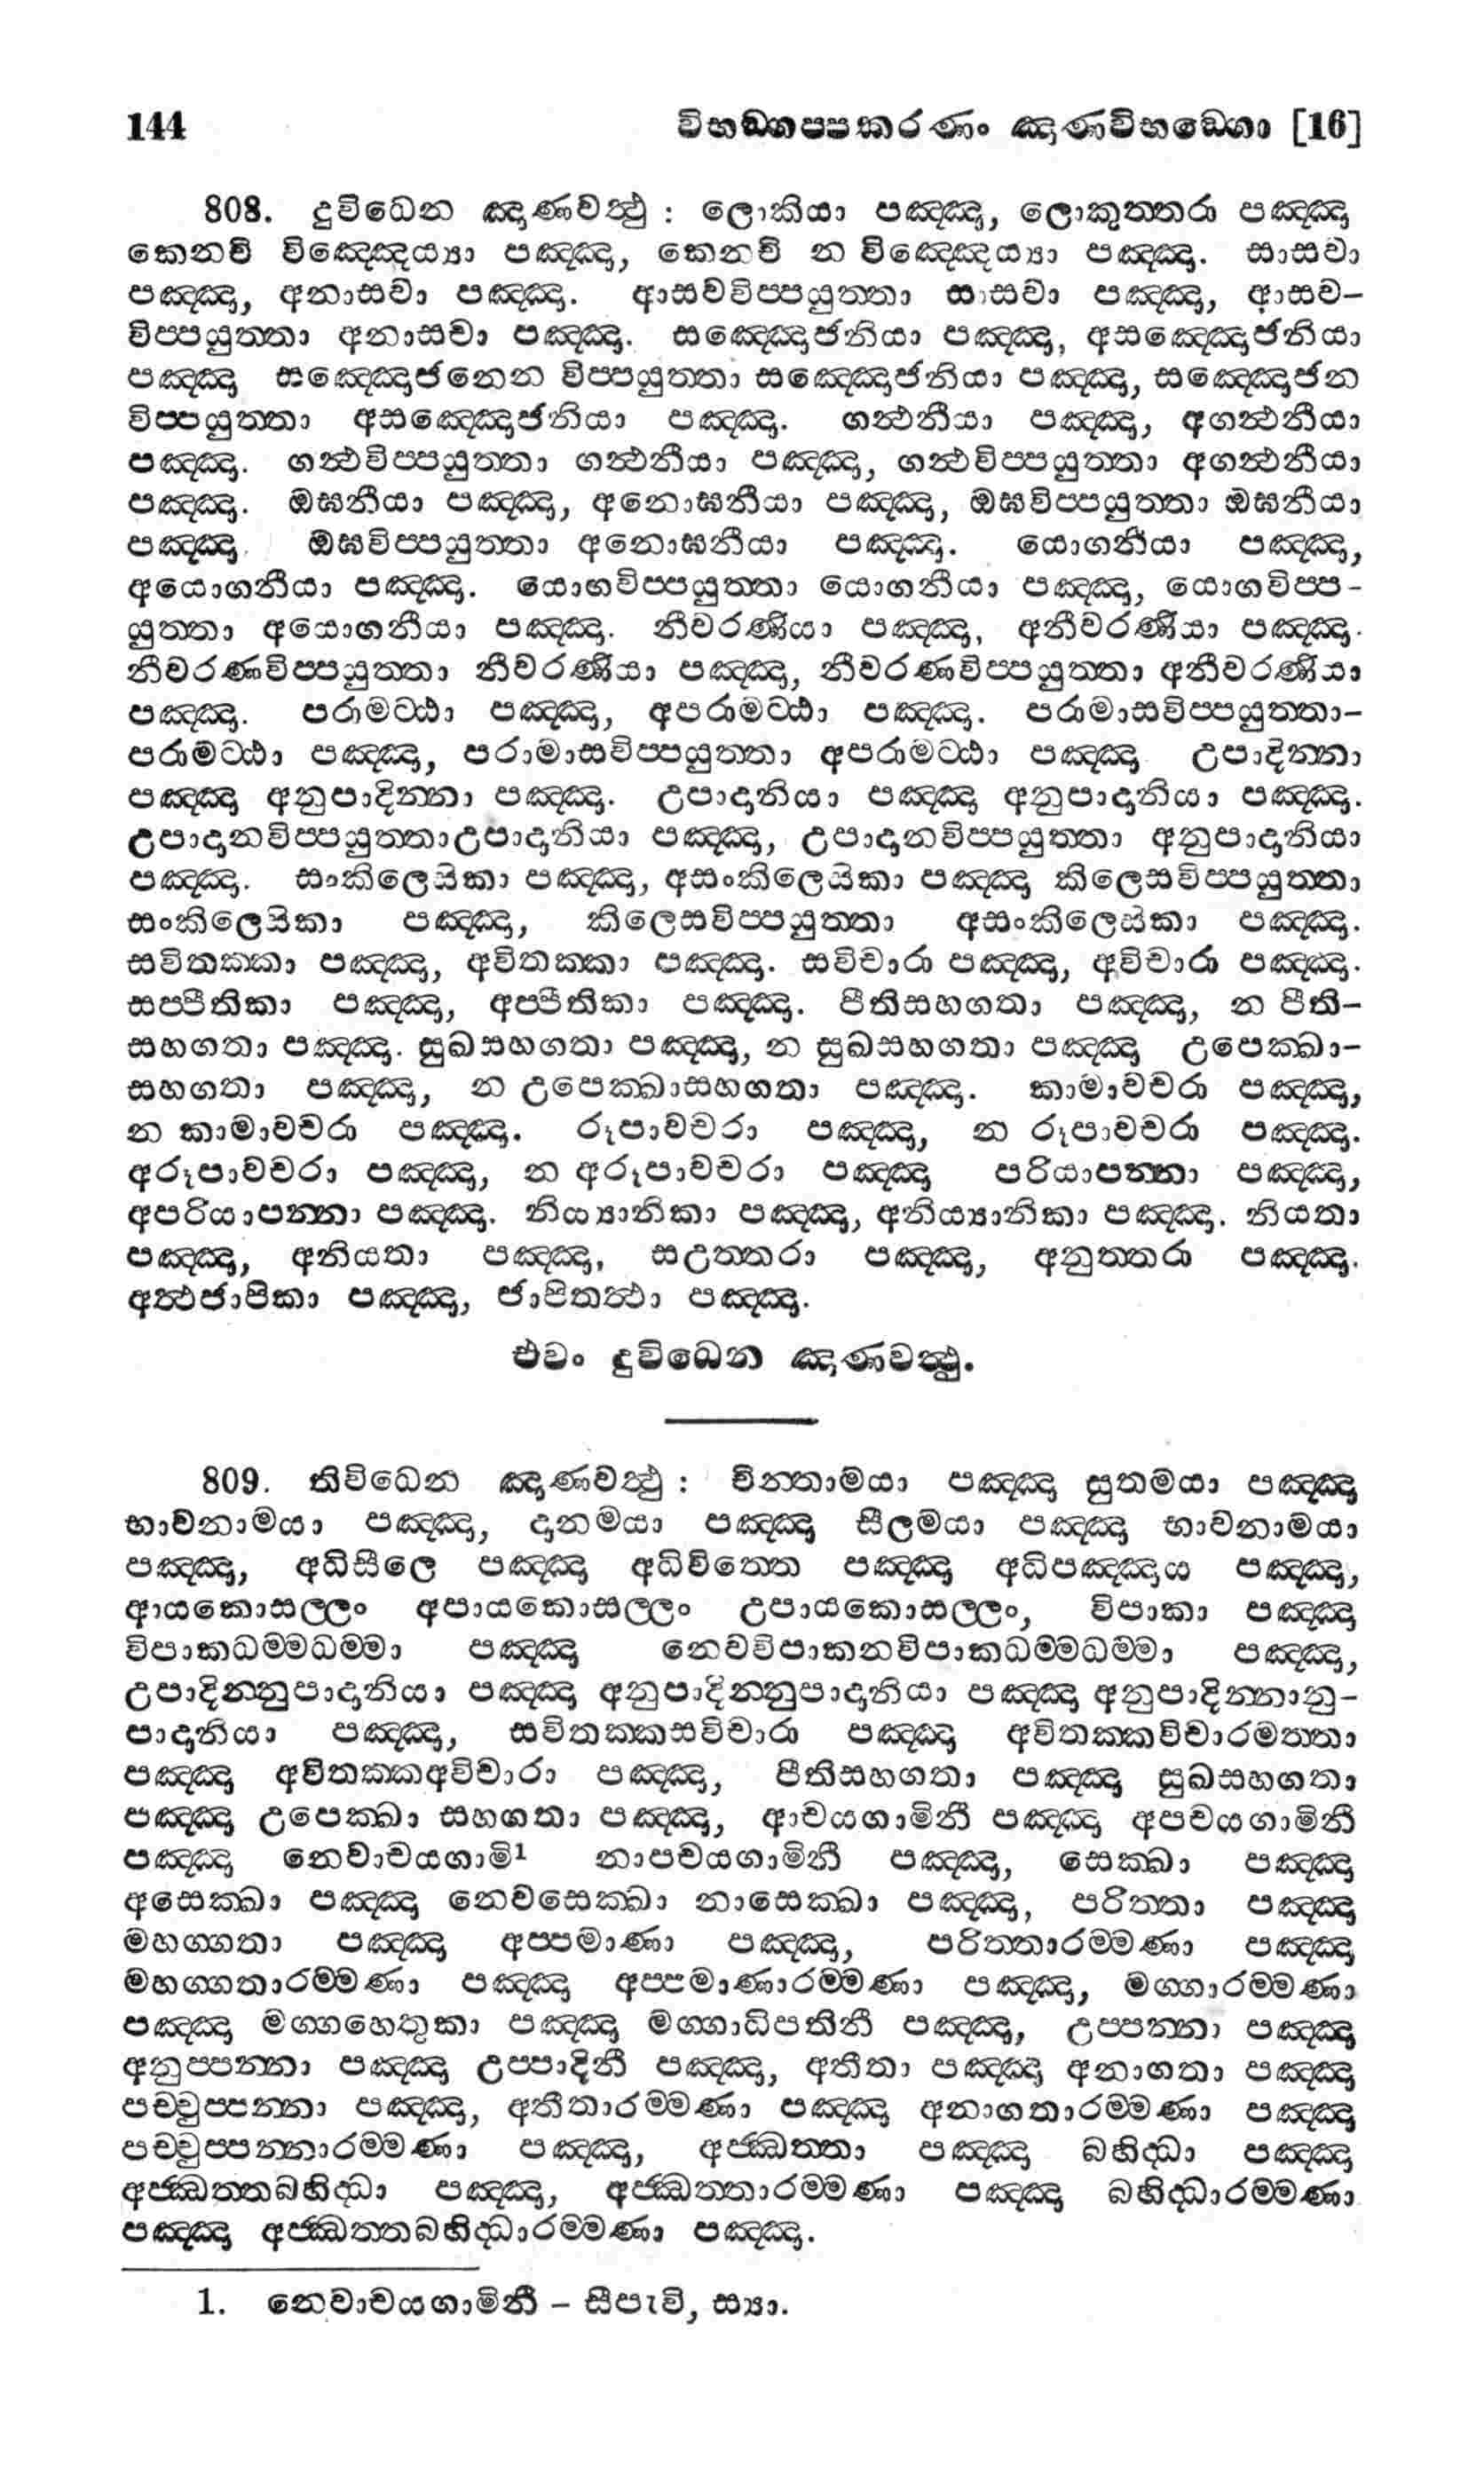 144 විභඞ්ගප්පකරණං ඤාණවිභඞ්ගො [16]
808. දුවිධෙන ඤාණවත්ථු : ලොකියා පඤ්ඤා, ලොකුත්තරා පඤ්ඤා
කෙනචි විඤ්ඤෙය්‍යා පඤ්ඤා, කෙනචි න විඤ්ඤෙය්‍යා පඤ්ඤා. සාසවා
පඤ්ඤා, අනාසවා පඤ්ඤා. ආසවවිප්පයුත්තා සාසවා පඤ්ඤා, ආසව-
විප්පයුත්තා අනාසවා පඤ්ඤා. සඤ්ඤොජනියා පඤ්ඤා, අසඤ්ඤොජනියා
පඤ්ඤා සඤ්ඤොජනෙන විප්පයුත්තා සඤ්ඤොජනියා පඤ්ඤා, සඤ්ඤොජන
විප්පයුත්තා අසඤ්ඤොජනියා පඤ්ඤා. ගන්ථනීයා පඤ්ඤා, අගන්ථනීයා
පඤ්ඤා. ගන්ථවිප්පයුත්තා ගන්ථනීයා පඤ්ඤා, ගන්ථවිප්පයුත්තා අගන්ථනීයා
පඤ්ඤා. ඔඝනීයා පඤ්ඤා, අනොඝනීයා පඤ්ඤා, ඔඝවිප්පයුත්තා ඔඝනීයා
පඤ්ඤා. ඔඝවිප්පයුත්තා අනොඝනීයා පඤ්ඤා. යොගනීයා පඤ්ඤා,
අයොගනීයා පඤ්ඤා. යොගවිප්පයුත්තා යොගනීයා පඤ්ඤා, යොගවිප්ප-
යුත්තා අයොගනීයා පඤ්ඤා. නීවරණියා පඤ්ඤා, අනීවරණියා පඤ්ඤා.
නීවරණවිප්පයුත්තා නීවරණියා පඤ්ඤා, නීවරණවිප්පයුත්තා අනීවරණියා
පඤ්ඤා. පරාමට්ඨා පඤ්ඤා, අපරාමට්ඨා පඤ්ඤා. පරාමාසවිප්පයුත්තා-
පරාමට්ඨා පඤ්ඤා, පරාමාසවිප්පයුත්තා අපරාමට්ඨා පඤ්ඤා උපාදින්නා
පඤ්ඤා අනුපාදින්නා පඤ්ඤා. උපාදානියා පඤ්ඤා අනුපාදානියා පඤ්ඤා.
උපාදානවිප්පයුත්තාඋපාදානියා පඤ්ඤා, උපාදානවිප්පයුත්තා අනුපාදානියා
පඤ්ඤා. සංකිලෙසිකා පඤ්ඤා, අසංකිලෙසිකා පඤ්ඤා කිලෙසවිප්පයුත්තා
සංකිලෙසිකා පඤ්ඤා, කිලෙසවිප්පයුත්තා අසංකිලෙසිකා පඤ්ඤා.
සවිතක්කා පඤ්ඤා, අවිතක්කා පඤ්ඤා. සවිචාරා පඤ්ඤා, අවිචාරා පඤ්ඤා.
සප්පීතිකා පඤ්ඤා, අප්පීතිකා පඤ්ඤා. පීතිසහගතා පඤ්ඤා, න පීති-
සහගතා පඤ්ඤා. සුඛසහගතා පඤ්ඤා, න සුඛසහගතා පඤ්ඤා උපෙක්ඛා-
සහගතා පඤ්ඤා, න උපෙක්ඛාසහගතා පඤ්ඤා. කාමාවචරා පඤ්ඤා,
න කාමාවචරා පඤ්ඤා. රූපාවචරා පඤ්ඤා, න රූපාවචරා පඤ්ඤා.
අරූපාවචරා පඤ්ඤා, න අරූපාවචරා පඤ්ඤා පරියාපන්නා පඤ්ඤා,
අපරියාපන්නා පඤ්ඤා. නිය්‍යානිකා පඤ්ඤා, අනිය්‍යානිකා පඤ්ඤා. නියතා
පඤ්ඤා, අනියතා පඤ්ඤා, සඋත්තරා පඤ්ඤා, අනුත්තරා පඤ්ඤා.
අත්ථජාපිකා පඤ්ඤා, ජාපිතත්ථා පඤ්ඤා.
එවං දුවිධෙන ඤාණවත්ථු.
809. තිවිධෙන ඤාණවත්ථු : චින්තාමයා පඤ්ඤා සුතමයා පඤ්ඤා
භාවනාමයා පඤ්ඤා, දානමයා පඤ්ඤා සීලමයා පඤ්ඤා භාවනාමයා
පඤ්ඤා, අධිසීලෙ පඤ්ඤා අධිචිත්තෙ පඤ්ඤා අධිපඤ්ඤාය පඤ්ඤා,
ආයකොසල්ලං අපායකොසල්ලං උපායකොසල්ලං, විපාකා පඤ්ඤා
විපාකධම්මධම්මා පඤ්ඤා නෙවවිපාකනවිපාකධම්මධම්මා පඤ්ඤා,
උපාදින්නුපාදානියා පඤ්ඤා අනුපාදින්නුපාදානියා පඤ්ඤා අනුපාදින්නානු-
පාදානියා පඤ්ඤා, සවිතක්කසවිචාරා පඤ්ඤා අවිතක්කවිචාරමත්තා
පඤ්ඤා අවිතක්කඅවිචාරා පඤ්ඤා, පීතිසහගතා පඤ්ඤා සුඛසහගතා
පඤ්ඤා උපෙක්ඛා සහගතා පඤ්ඤා, ආචයගාමිනී පඤ්ඤා අපචයගාමිනී
පඤ්ඤා නෙවාචයගාමි¹ නාපචයගාමිනී පඤ්ඤා, සෙක්ඛා පඤ්ඤා
අසෙක්ඛා පඤ්ඤා නෙවසෙක්ඛා නාසෙක්ඛා පඤ්ඤා, පරිත්තා පඤ්ඤා
මහග්ගතා පඤ්ඤා අප්පමාණා පඤ්ඤා, පරිත්තාරම්මණා පඤ්ඤා
මහග්ගතාරම්මණා පඤ්ඤා අප්පමාණාරම්මණා පඤ්ඤා, මග්ගාරම්මණා
පඤ්ඤා මග්ගහෙතුකා පඤ්ඤා මග්ගාධිපතිනී පඤ්ඤා, උප්පන්නා පඤ්ඤා
අනුප්පන්නා පඤ්ඤා උප්පාදිනී පඤ්ඤා, අතීතා පඤ්ඤා අනාගතා පඤ්ඤා
පච්චුප්පන්නා පඤ්ඤා, අතීතාරම්මණා පඤ්ඤා අනාගතාරම්මණා පඤ්ඤා
පච්චුප්පන්නාරම්මණා පඤ්ඤා, අජ්ඣත්තා පඤ්ඤා බහිද්ධා පඤ්ඤා
අජ්ඣත්තබහිද්ධා පඤ්ඤා, අජ්ඣත්තාරම්මණා පඤ්ඤා බහිද්ධාරම්මණා
පඤ්ඤා අජ්ඣත්තබහිද්ධාරම්මණා පඤ්ඤා.
1. නෙවාචයගාමිනී – සීපැවි, ස්‍යා.